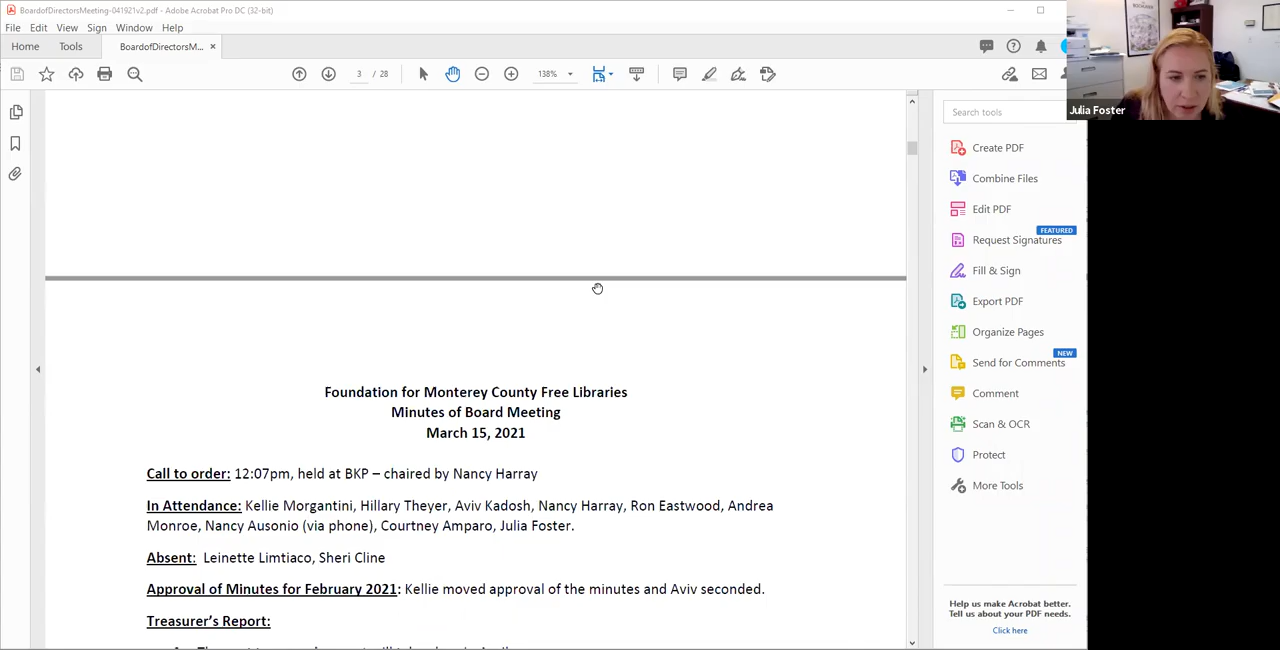 BoardofDirectorsMeeting-041921v2.pdf - Adobe Acrobat Pro DC (32-bit)
File Edit View Sign Window Help
Home Tools BoardofDirectorsM... ×
3 / 28 138%
Julia Foster
Search tools
Create PDF
Combine Files
Edit PDF
FEATURED
Request Signatures
Fill & Sign
Export PDF
Organize Pages
NEW
Send for Comments
Comment
Scan & OCR
Protect
More Tools
Help us make Acrobat better.
Tell us about your PDF needs.
Click here
Foundation for Monterey County Free Libraries
Minutes of Board Meeting
March 15, 2021
Call to order: 12:07pm, held at BKP – chaired by Nancy Harray
In Attendance: Kellie Morgantini, Hillary Theyer, Aviv Kadosh, Nancy Harray, Ron Eastwood, Andrea
Monroe, Nancy Ausonio (via phone), Courtney Amparo, Julia Foster.
Absent: Leinette Limtiaco, Sheri Cline
Approval of Minutes for February 2021: Kellie moved approval of the minutes and Aviv seconded.
Treasurer's Report: